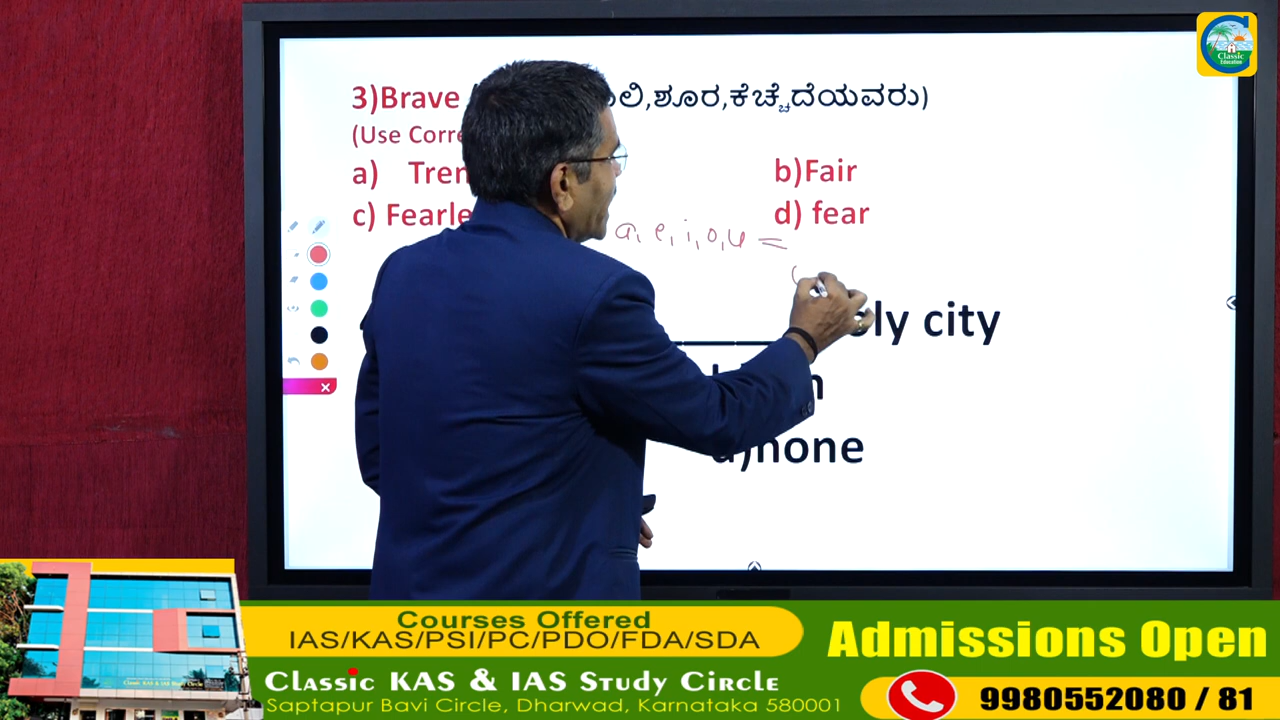 Classic
Education
3)Brave ಲಿ,ಶೂರ,ಕೆಚ್ಚೆದೆಯವರು)
(Use Corre
a) Tren b)Fair
c) Fearle d) fear
a, e, i, o, u =
oly city
n
d)none
Courses Offered
IAS/KAS/PSI/PC/PDO/FDA/SDA
Classic KAS & IAS Study Circle
Saptapur Bavi Circle, Dharwad, Karnataka 580001
Admissions Open
9980552080 / 81